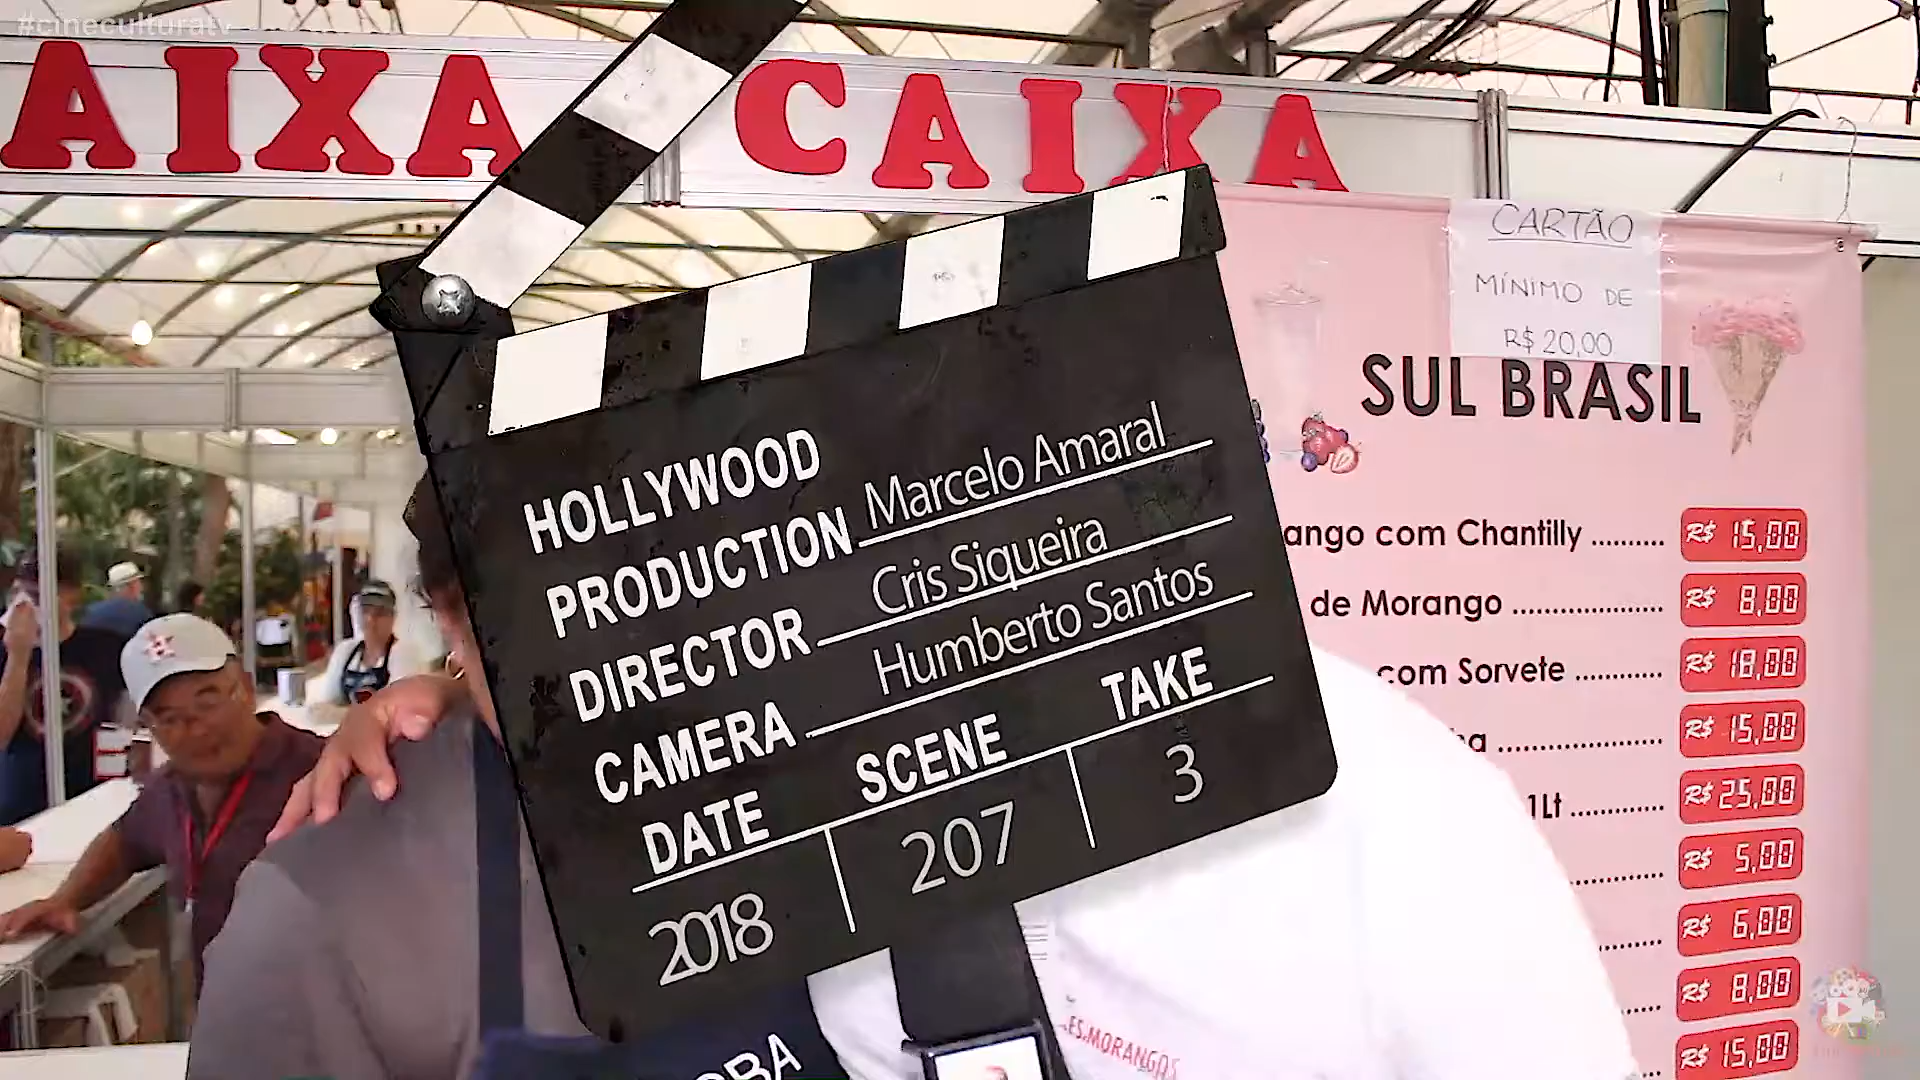 #cineculturatv
AIXA CAIXA
CARTÃO
MÍNIMO DE
R$ 20,00
SUL BRASIL
HOLLYWOOD
PRODUCTION Marcelo Amaral
DIRECTOR Cris Siqueira
CAMERA Humberto Santos
DATE SCENE TAKE
2018 207 3
ango com Chantilly .......... R$ 15,00
de Morango ...................... R$ 8,00
com Sorvete ............ R$ 18,00
a ....................... R$ 15,00
1Lt ............ R$ 25,00
............ R$ 5,00
......... R$ 6,00
...... R$ 8,00
.... R$ 15,00
ES.MORANGOS
OBA